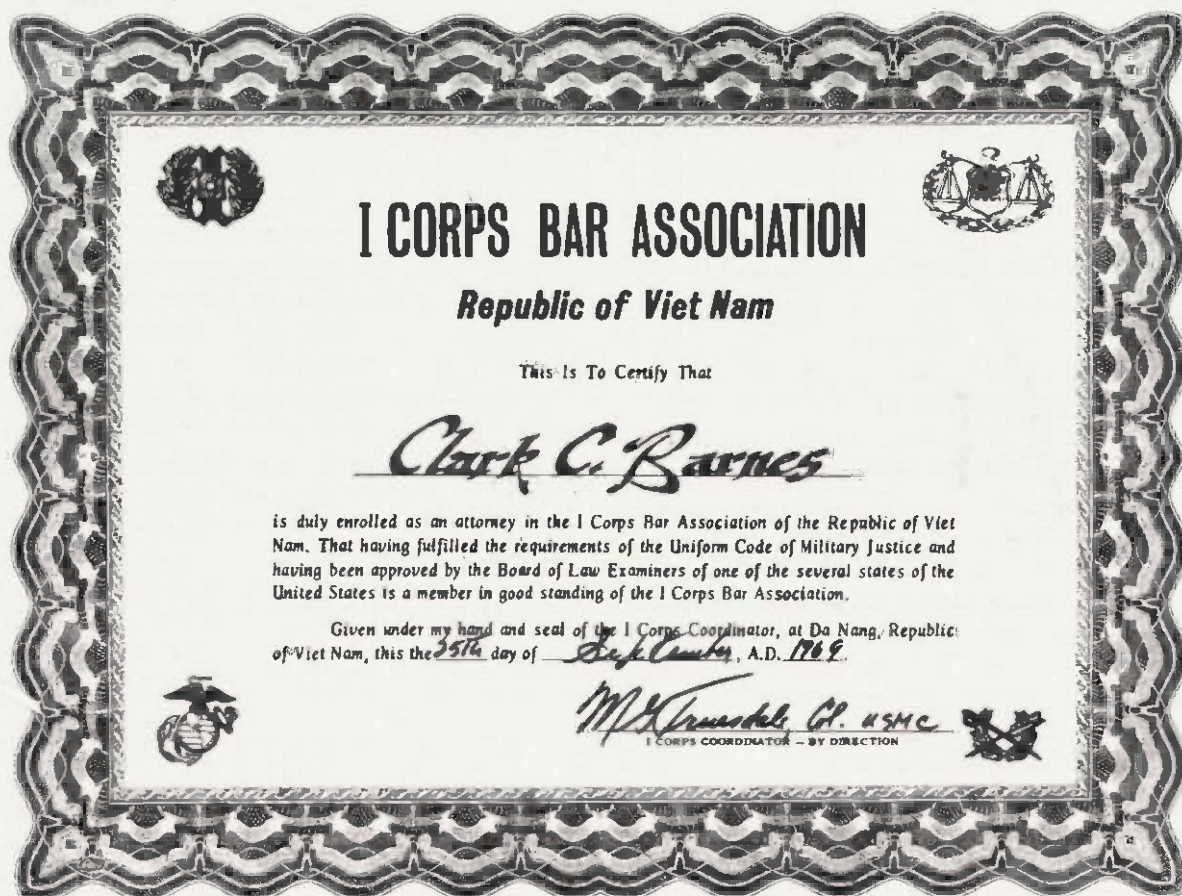 I CORPS BAR ASSOCIATION
Republic of Viet Nam
This Is To Certify That
Clark C. Barnes
is duly enrolled as an attorney in the I Corps Bar Association of the Republic of Viet
Nam. That having fulfilled the requirements of the Uniform Code of Military Justice and
having been approved by the Board of Law Examiners of one of the several states of the
United States is a member in good standing of the I Corps Bar Association.
Given under my hand and seal of the I Corps Coordinator, at Da Nang, Republic
of Viet Nam, this the 25th day of September, A.D. 1969.
Truesdale, Col. USMC
I CORPS COORDINATOR – BY DIRECTION